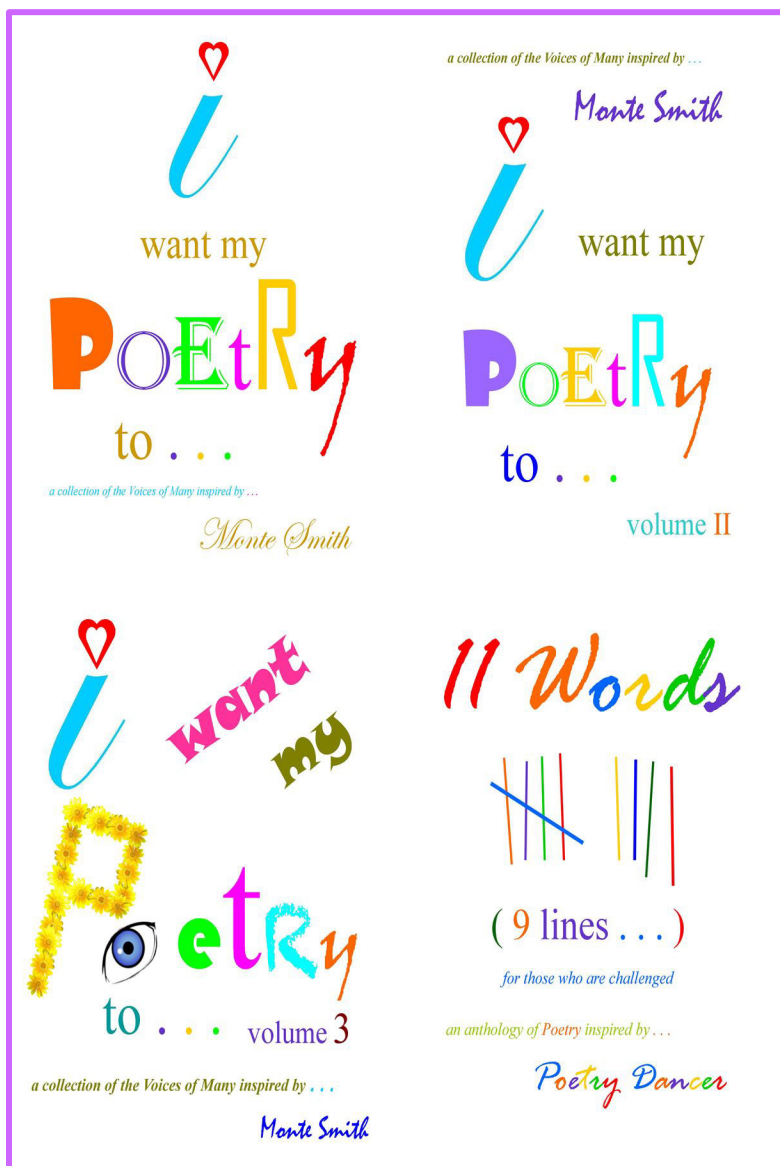 i
want my
POEtRy
to . . .
a collection of the Voices of Many inspired by . . .
Monte Smith
a collection of the Voices of Many inspired by . . .
Monte Smith
i
want my
POEtRy
to . . .
volume II
i want
my
PoetRy
to . . . volume 3
a collection of the Voices of Many inspired by . . .
Monte Smith
11 Words
( 9 lines . . . )
for those who are challenged
an anthology of Poetry inspired by . . .
Poetry Dancer